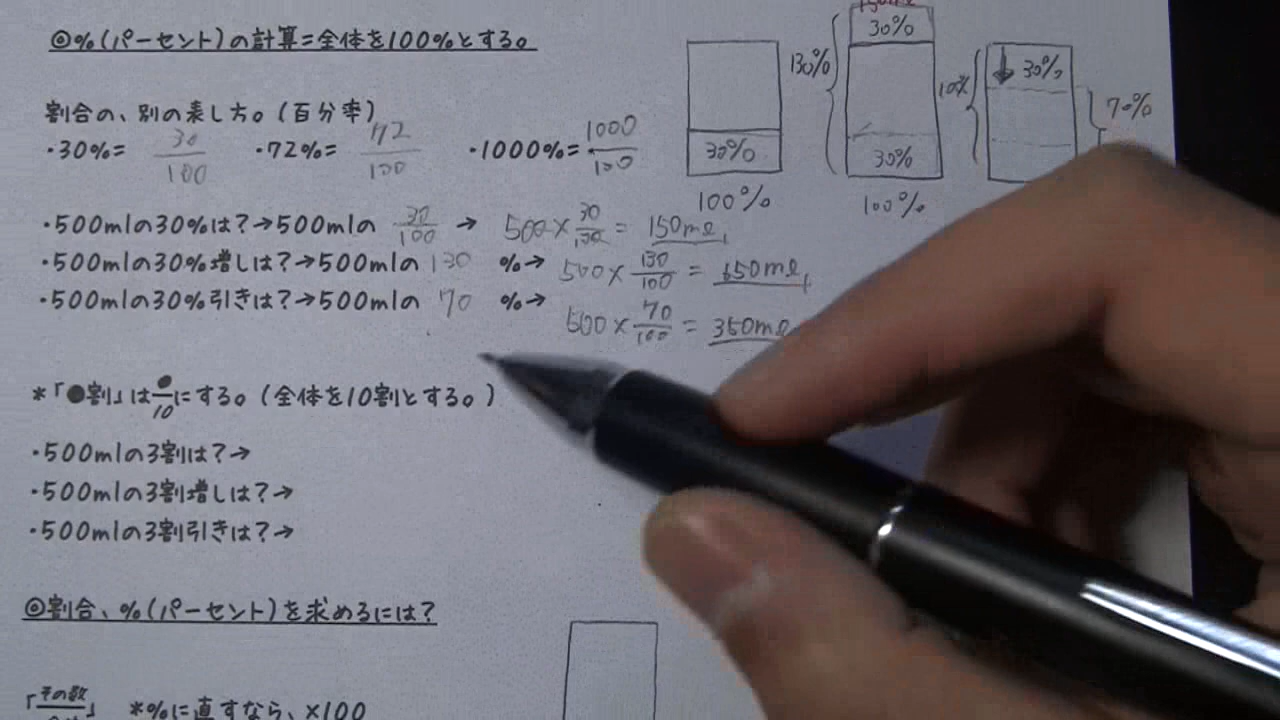 ◎%(パーセント)の計算=全体を100%とする。
割合の、別の表し方。(百分率)
・30%= 30/100 ・72%= 72/100 ・1000%= 1000/100
・500mlの30%は?→500mlの 30/100 → 500×30/100 = 150mℓ
・500mlの30%増しは?→500mlの 130 %→ 500×130/100 = 650mℓ
・500mlの30%引きは?→500mlの 70 %→ 500×70/100 = 350mℓ
*「●割」は●/10にする。(全体を10割とする。)
・500mlの3割は?→
・500mlの3割増しは?→
・500mlの3割引きは?→
◎割合、%(パーセント)を求めるには?
「その数
*%に直すなら、×100
30%
100%
130%
30%
30%
100%
30%
70%